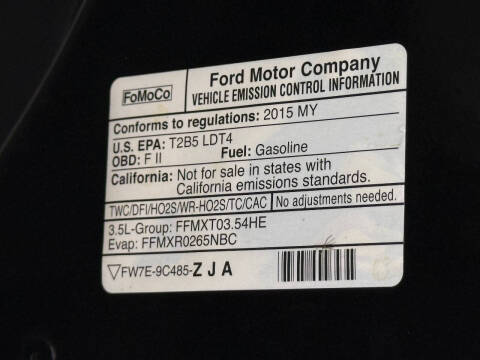 FoMoCo
Ford Motor Company
VEHICLE EMISSION CONTROL INFORMATION
Conforms to regulations: 2015 MY
U.S. EPA: T2B5 LDT4
OBD: F II Fuel: Gasoline
California: Not for sale in states with
California emissions standards.
TWC/DFI/HO2S/WR-HO2S/TC/CAC No adjustments needed.
3.5L-Group: FFMXT03.54HE
Evap: FFMXR0265NBC
▽FW7E-9C485-ZJA